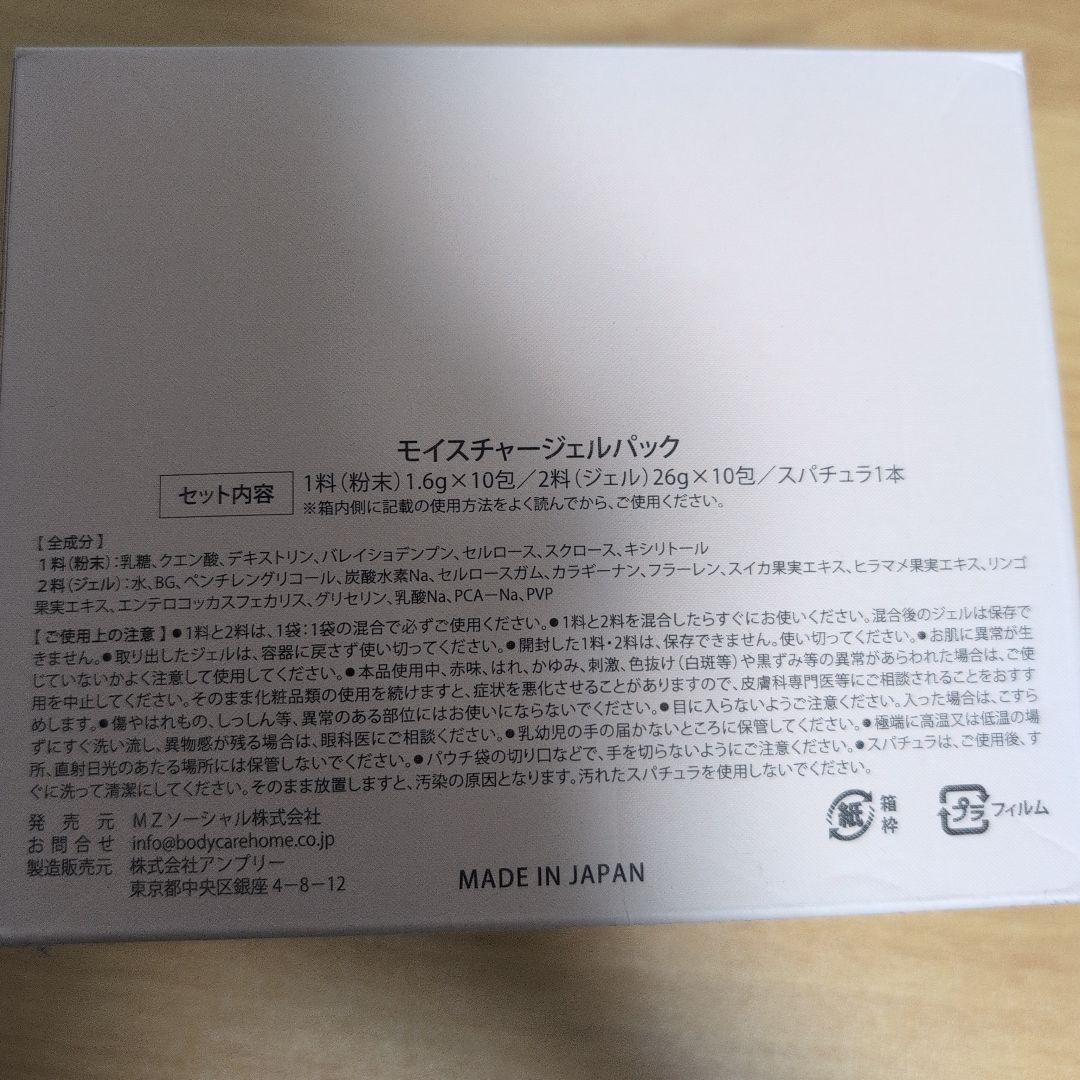 モイスチャージェルパック
セット内容
1料(粉末)1.6g×10包/2料(ジェル)26g×10包/スパチュラ1本
※箱内側に記載の使用方法をよく読んでから、ご使用ください。
【全成分】
1料(粉末):乳糖、クエン酸、デキストリン、バレイショデンプン、セルロース、スクロース、キシリトール
2料(ジェル):水、BG、ペンチレングリコール、炭酸水素Na、セルロースガム、カラギーナン、フラーレン、スイカ果実エキス、ヒラマメ果実エキス、リンゴ
果実エキス、エンテロコッカスフェカリス、グリセリン、乳酸Na、PCA-Na、PVP
【ご使用上の注意】●1料と2料は、1袋:1袋の混合で必ずご使用ください。●1料と2料を混合したらすぐにお使いください。混合後のジェルは保存で
きません。●取り出したジェルは、容器に戻さず使い切ってください。●開封した1料・2料は、保存できません。使い切ってください。●お肌に異常が生
じていないかよく注意して使用してください。●本品使用中、赤味、はれ、かゆみ、刺激、色抜け(白斑等)や黒ずみ等の異常があらわれた場合は、ご使
用を中止してください。そのまま化粧品類の使用を続けますと、症状を悪化させることがありますので、皮膚科専門医等にご相談されることをおすす
めします。●傷やはれもの、しっしん等、異常のある部位にはお使いにならないでください。●目に入らないようご注意ください。入った場合は、こすら
ずにすぐ洗い流し、異物感が残る場合は、眼科医にご相談ください。●乳幼児の手の届かないところに保管してください。●極端に高温又は低温の場
所、直射日光のあたる場所には保管しないでください。●パウチ袋の切り口などで、手を切らないようにご注意ください。●スパチュラは、ご使用後、す
ぐに洗って清潔にしてください。そのまま放置しますと、汚染の原因となります。汚れたスパチュラを使用しないでください。
発売元 MZソーシャル株式会社
お問合せ info@bodycarehome.co.jp
製造販売元 株式会社アンプリー
東京都中央区銀座4-8-12
MADE IN JAPAN
紙 箱
枠
プラ フィルム